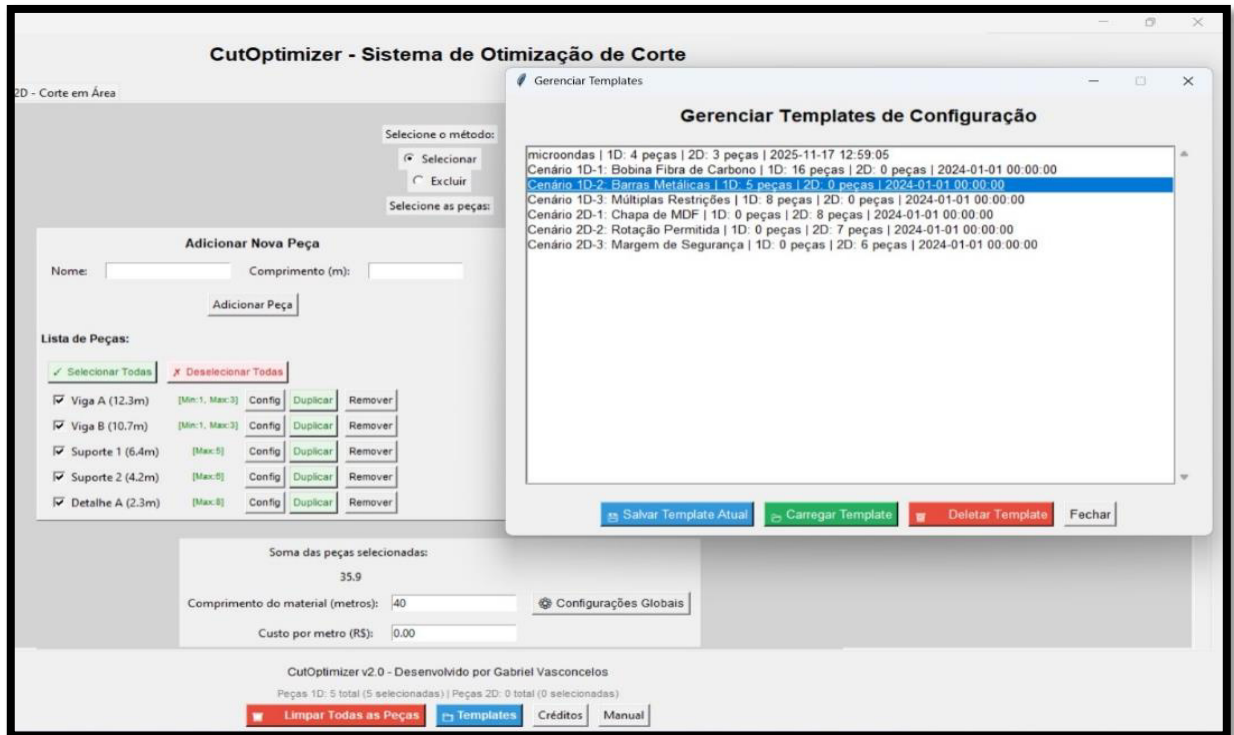 CutOptimizer - Sistema de Otimização de Corte
2D - Corte em Área
Selecione o método:
Selecionar
Excluir
Selecione as peças:
Adicionar Nova Peça
Nome: Comprimento (m):
Adicionar Peça
Lista de Peças:
✓ Selecionar Todas ✗ Deselecionar Todas
Viga A (12.3m) [Min:1, Max:3] Config Duplicar Remover
Viga B (10.7m) [Min:1, Max:3] Config Duplicar Remover
Suporte 1 (6.4m) [Max:5] Config Duplicar Remover
Suporte 2 (4.2m) Config Duplicar Remover
Detalhe A (2.3m) [Max:8] Config Duplicar Remover
Soma das peças selecionadas:
35.9
Comprimento do material (metros): 40 Configurações Globais
Custo por metro (R$): 0.00
CutOptimizer v2.0 - Desenvolvido por Gabriel Vasconcelos
Peças 1D: 5 total (5 selecionadas) | Peças 2D: 0 total (0 selecionadas)
Limpar Todas as Peças Templates Créditos Manual
Gerenciar Templates
Gerenciar Templates de Configuração
microondas | 1D: 4 peças | 2D: 3 peças | 2025-11-17 12:59:05
Cenário 1D-1: Bobina Fibra de Carbono | 1D: 16 peças | 2D: 0 peças | 2024-01-01 00:00:00
Cenário 1D-2: Barras Metálicas | 1D: 5 peças | 2D: 0 peças | 2024-01-01 00:00:00
Cenário 1D-3: Múltiplas Restrições | 1D: 8 peças | 2D: 0 peças | 2024-01-01 00:00:00
Cenário 2D-1: Chapa de MDF | 1D: 0 peças | 2D: 8 peças | 2024-01-01 00:00:00
Cenário 2D-2: Rotação Permitida | 1D: 0 peças | 2D: 7 peças | 2024-01-01 00:00:00
Cenário 2D-3: Margem de Segurança | 1D: 0 peças | 2D: 6 peças | 2024-01-01 00:00:00
Salvar Template Atual Carregar Template Deletar Template Fechar